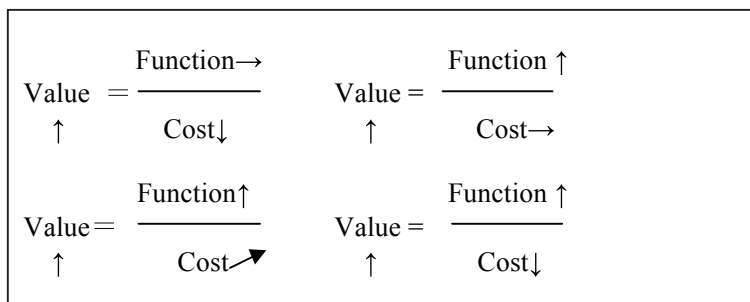 Function→ Function ↑
Value = Value =
↑ Cost↓ ↑ Cost→
Function↑ Function ↑
Value= Value =
↑ Cost↗ ↑ Cost↓